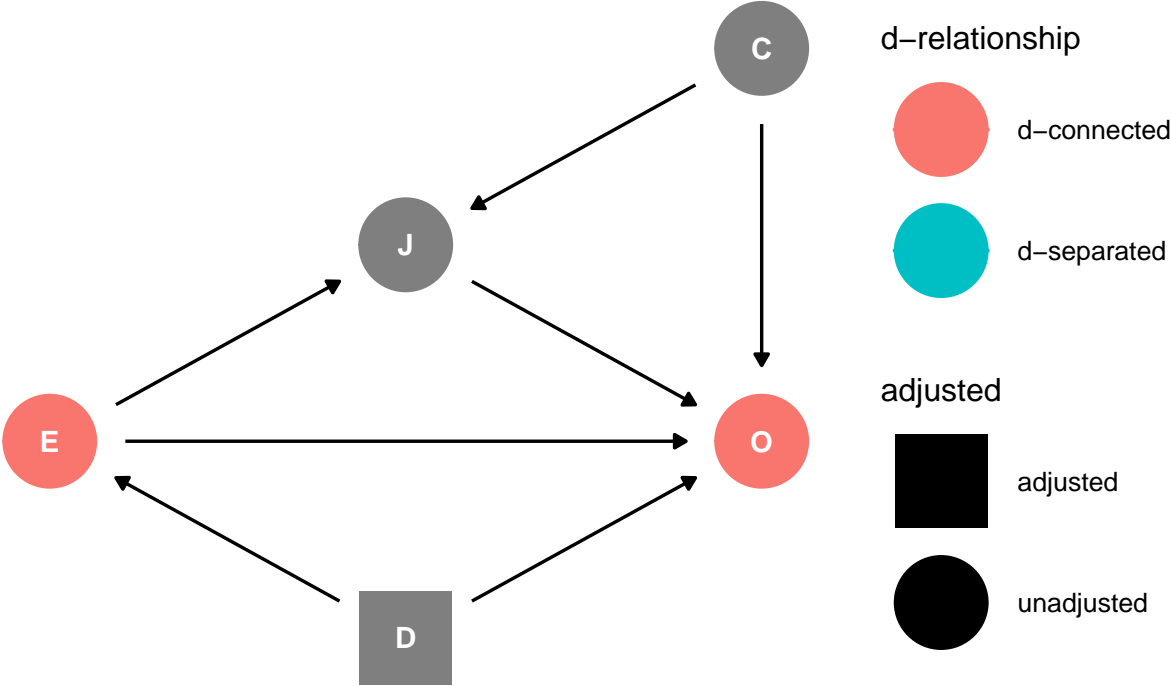 C
J
E
O
D
d−relationship
d−connected
d−separated
adjusted
adjusted
unadjusted